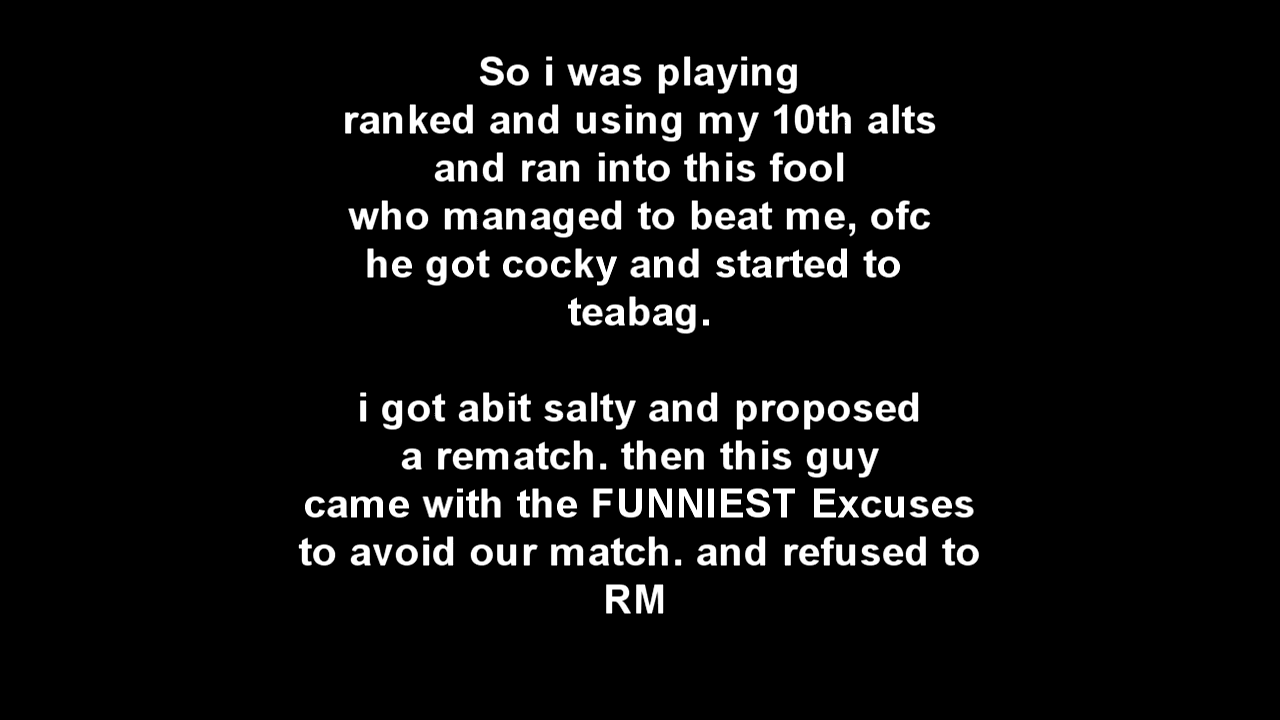 So i was playing
ranked and using my 10th alts
and ran into this fool
who managed to beat me, ofc
he got cocky and started to
teabag.
i got abit salty and proposed
a rematch. then this guy
came with the FUNNIEST Excuses
to avoid our match. and refused to
RM